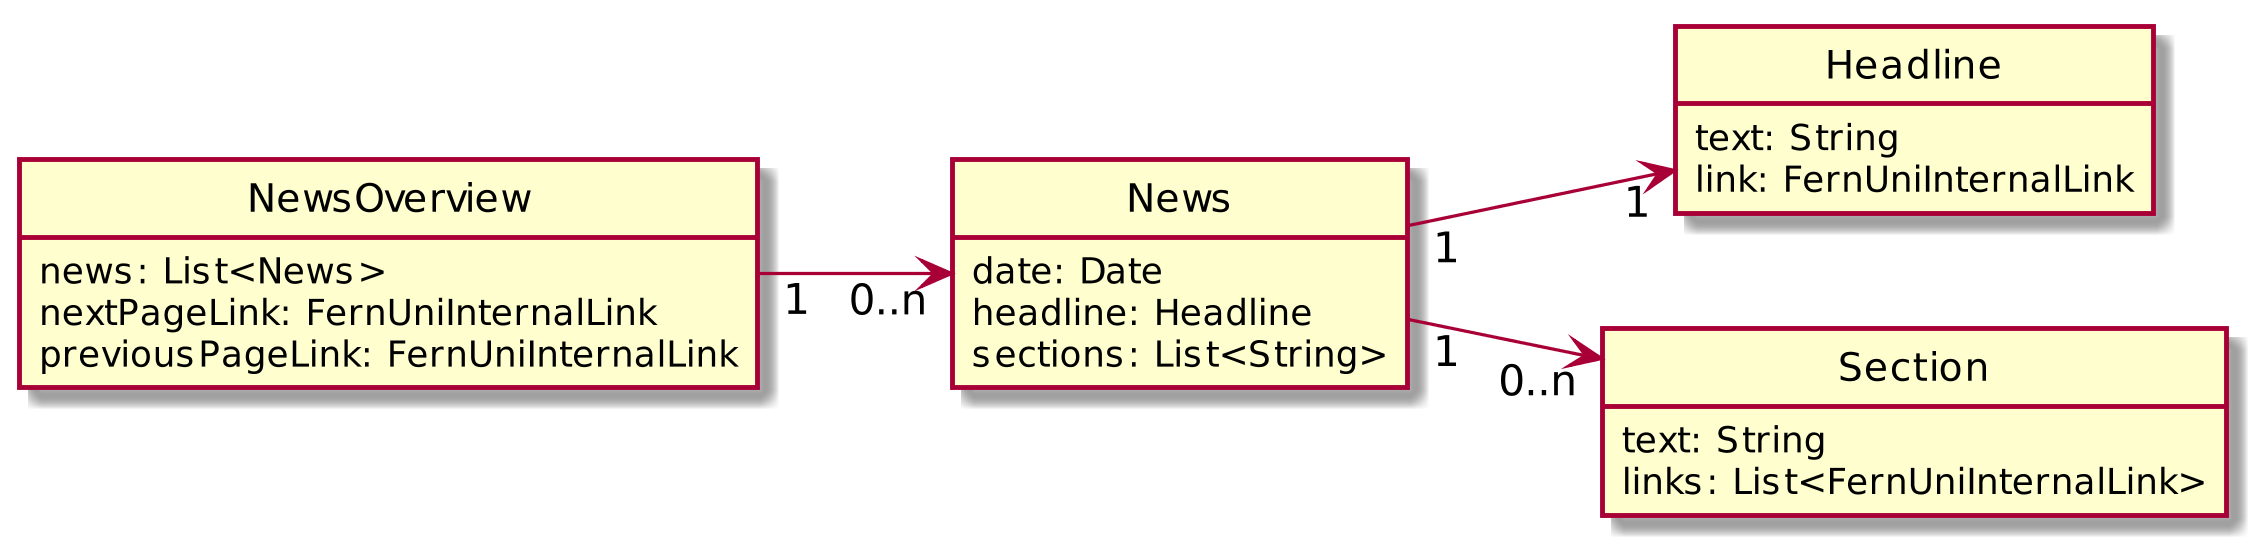 NewsOverview
news: List<News>
nextPageLink: FernUniInternalLink
previousPageLink: FernUniInternalLink
1
0..n
News
date: Date
headline: Headline
sections: List<String>
1
1
Headline
text: String
link: FernUniInternalLink
1
0..n
Section
text: String
links: List<FernUniInternalLink>